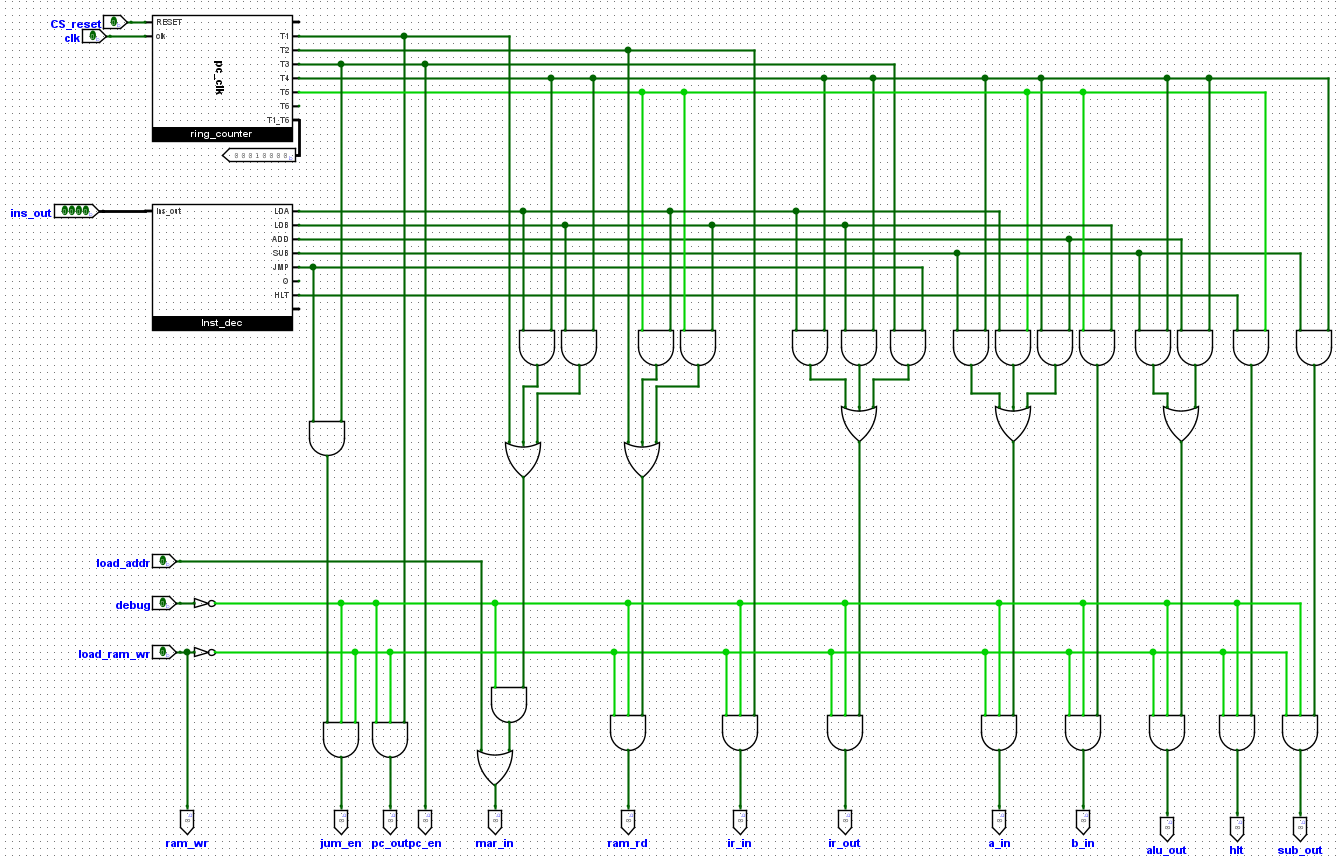 CS_reset
clk
RESET
clk
pc_clk
T1
T2
T3
T4
T5
T6
T1_T6
ring_counter
ins_out
Ins_out
LDA
LDB
ADD
SUB
JMP
O
HLT
Inst_dec
load_addr
debug
load_ram_wr
ram_wr jum_en pc_out pc_en mar_in ram_rd ir_in ir_out a_in b_in alu_out hlt sub_out